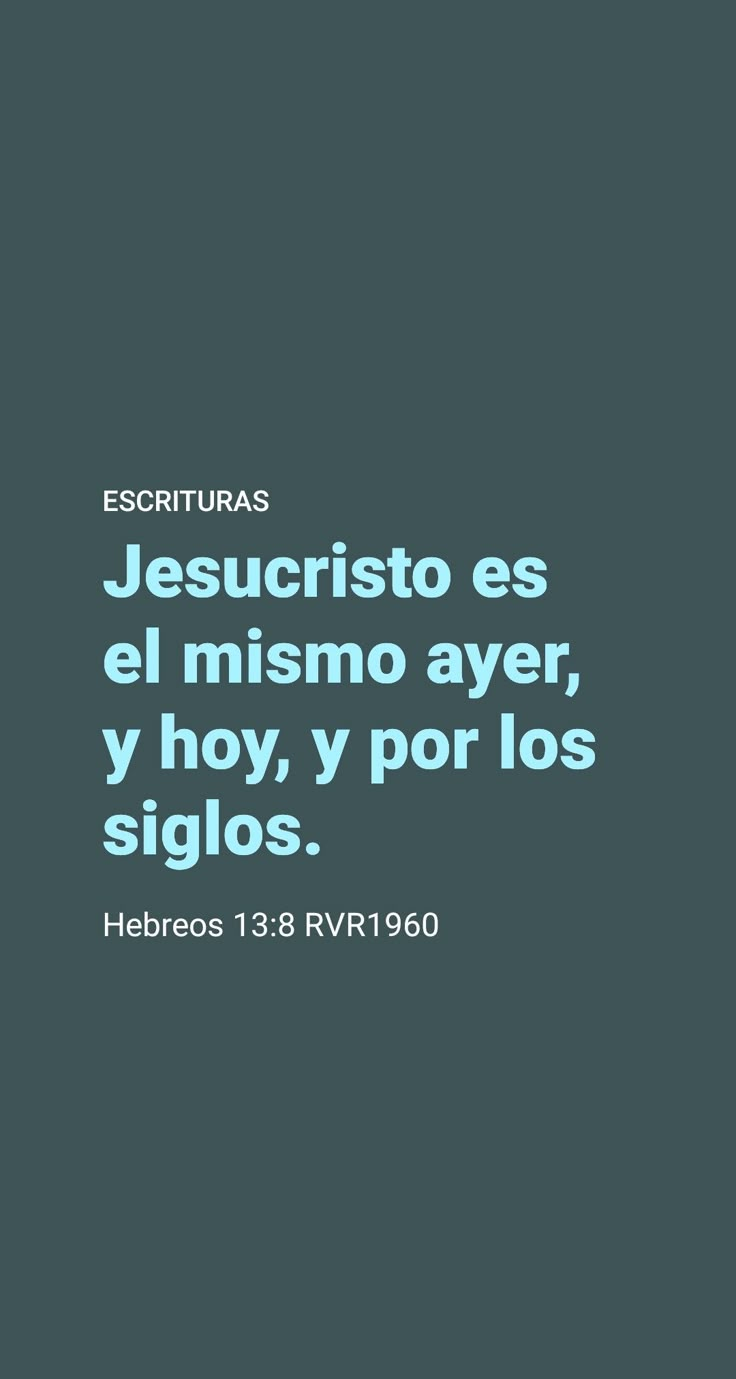 ESCRITURAS
Jesucristo es
el mismo ayer,
y hoy, y por los
siglos.
Hebreos 13:8 RVR1960